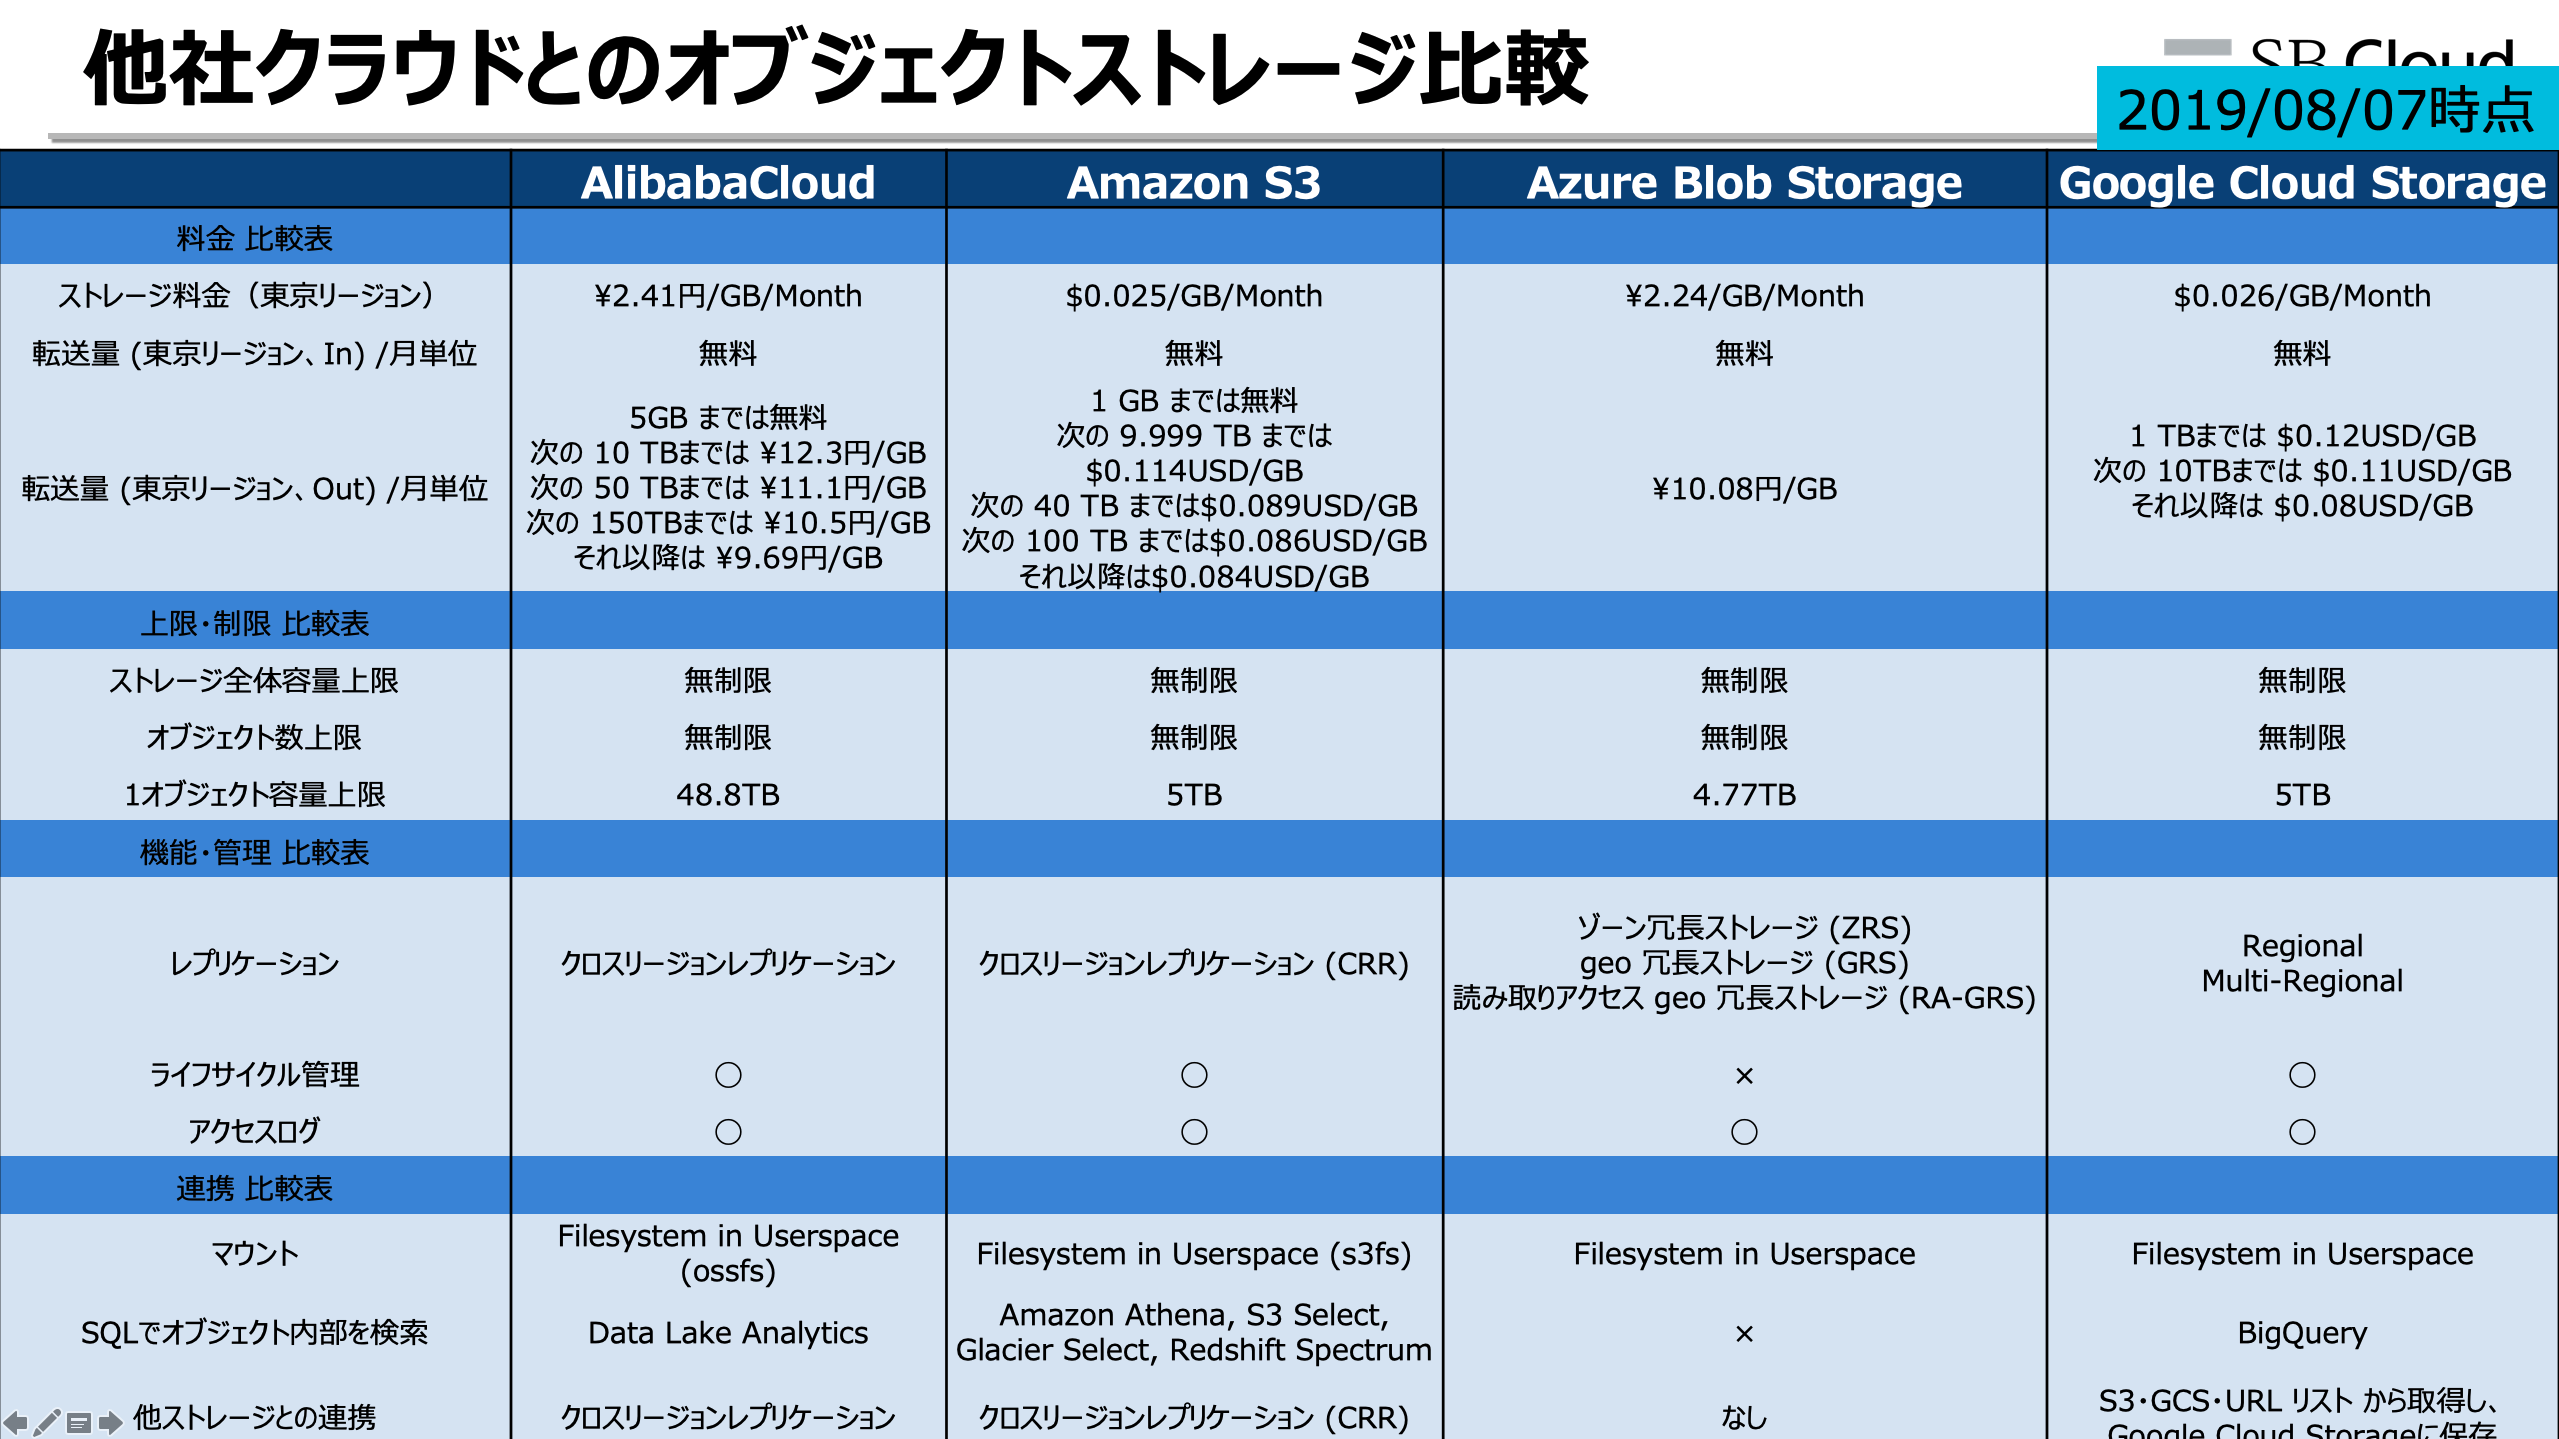 他社クラウドとのオブジェクトストレージ比較
SB Cloud
2019/08/07時点
AlibabaCloud
Amazon S3
Azure Blob Storage
Google Cloud Storage
料金 比較表
ストレージ料金（東京リージョン）
¥2.41円/GB/Month
$0.025/GB/Month
¥2.24/GB/Month
$0.026/GB/Month
転送量 (東京リージョン、In) /月単位
無料
無料
無料
無料
転送量 (東京リージョン、Out) /月単位
5GB までは無料
次の 10 TBまでは ¥12.3円/GB
次の 50 TBまでは ¥11.1円/GB
次の 150TBまでは ¥10.5円/GB
それ以降は ¥9.69円/GB
1 GB までは無料
次の 9.999 TB までは
$0.114USD/GB
次の 40 TB までは$0.089USD/GB
次の 100 TB までは$0.086USD/GB
それ以降は$0.084USD/GB
¥10.08円/GB
1 TBまでは $0.12USD/GB
次の 10TBまでは $0.11USD/GB
それ以降は $0.08USD/GB
上限・制限 比較表
ストレージ全体容量上限
無制限
無制限
無制限
無制限
オブジェクト数上限
無制限
無制限
無制限
無制限
1オブジェクト容量上限
48.8TB
5TB
4.77TB
5TB
機能・管理 比較表
レプリケーション
クロスリージョンレプリケーション
クロスリージョンレプリケーション (CRR)
ゾーン冗長ストレージ (ZRS)
geo 冗長ストレージ (GRS)
読み取りアクセス geo 冗長ストレージ (RA-GRS)
Regional
Multi-Regional
ライフサイクル管理
○
○
×
○
アクセスログ
○
○
○
○
連携 比較表
マウント
Filesystem in Userspace
(ossfs)
Filesystem in Userspace (s3fs)
Filesystem in Userspace
Filesystem in Userspace
SQLでオブジェクト内部を検索
Data Lake Analytics
Amazon Athena, S3 Select,
Glacier Select, Redshift Spectrum
×
BigQuery
他ストレージとの連携
クロスリージョンレプリケーション
クロスリージョンレプリケーション (CRR)
なし
S3・GCS・URL リスト から取得し、
Google Cloud Storageに保存